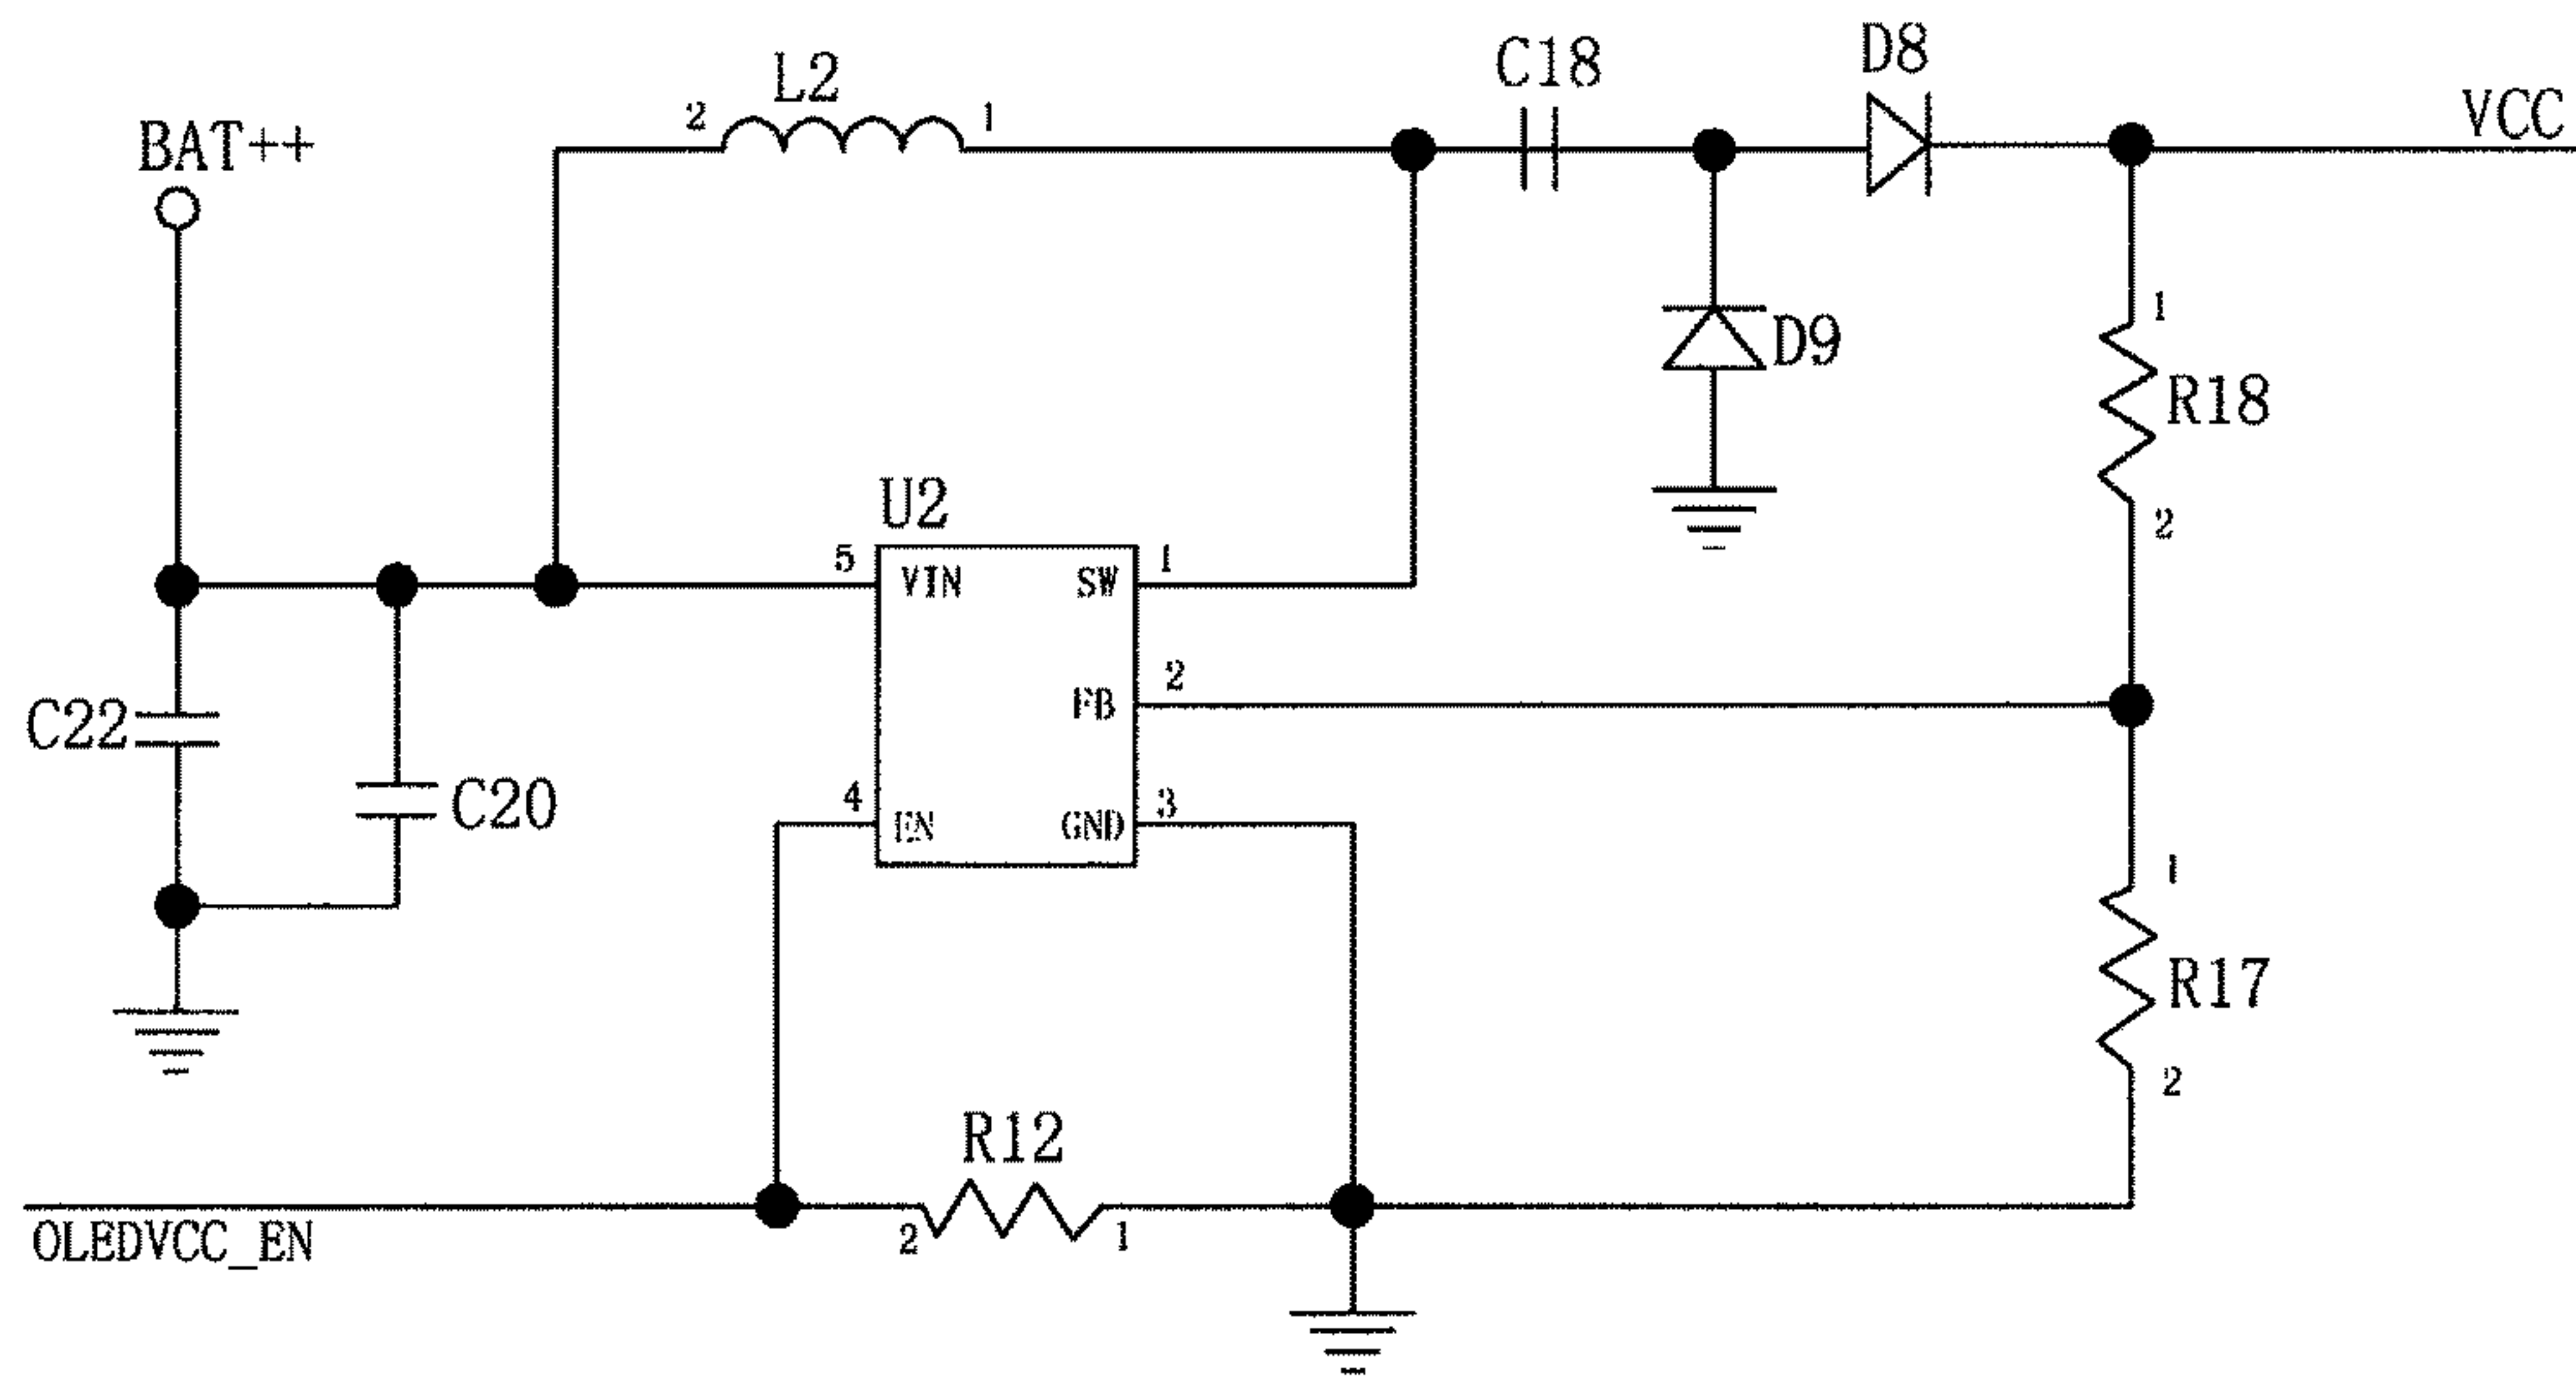 L2
2
1
C18
D8
VCC
BAT++
1
R18
2
D9
U2
5
VIN
SW
1
FB
2
C22
C20
4
EN
GND
3
1
R17
2
R12
2
1
OLEDVCC_EN